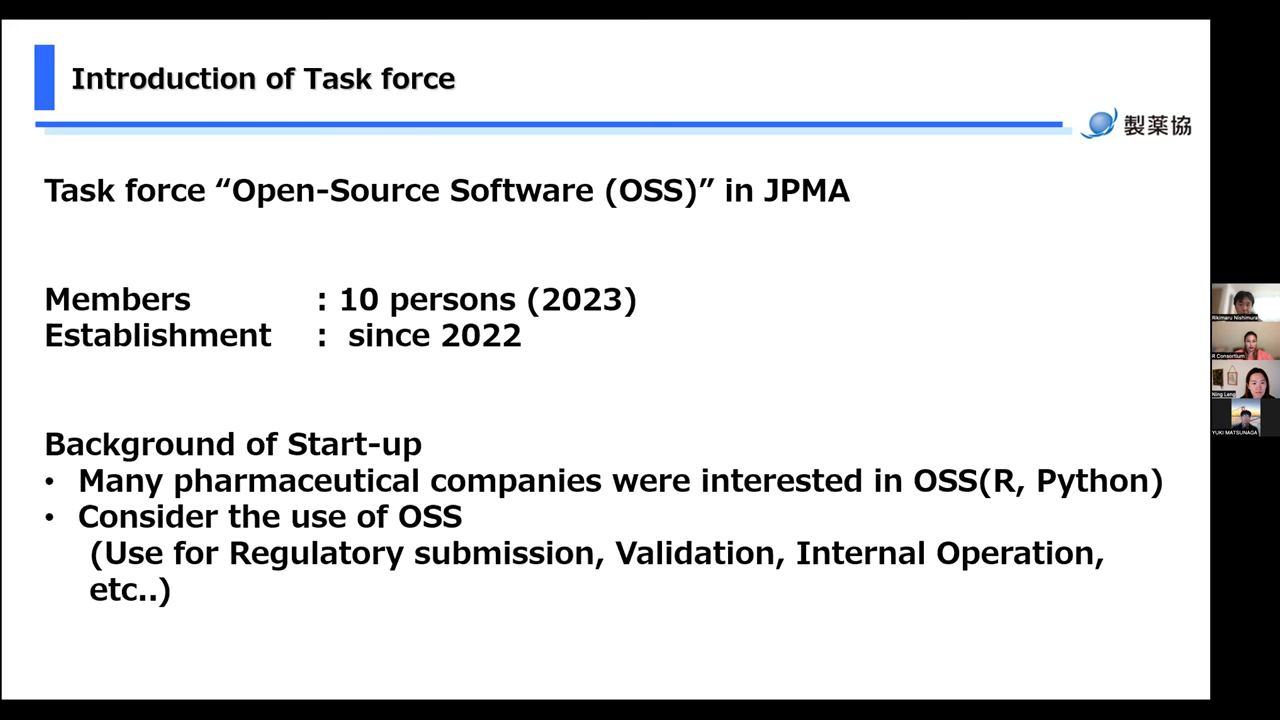 Introduction of Task force
製薬協
Task force “Open-Source Software (OSS)” in JPMA
Members : 10 persons (2023)
Establishment : since 2022
Background of Start-up
• Many pharmaceutical companies were interested in OSS(R, Python)
• Consider the use of OSS
(Use for Regulatory submission, Validation, Internal Operation,
etc..)
Rikimaru Nishimura
R Consortium
Ning Leng
YUKI MATSUNAGA